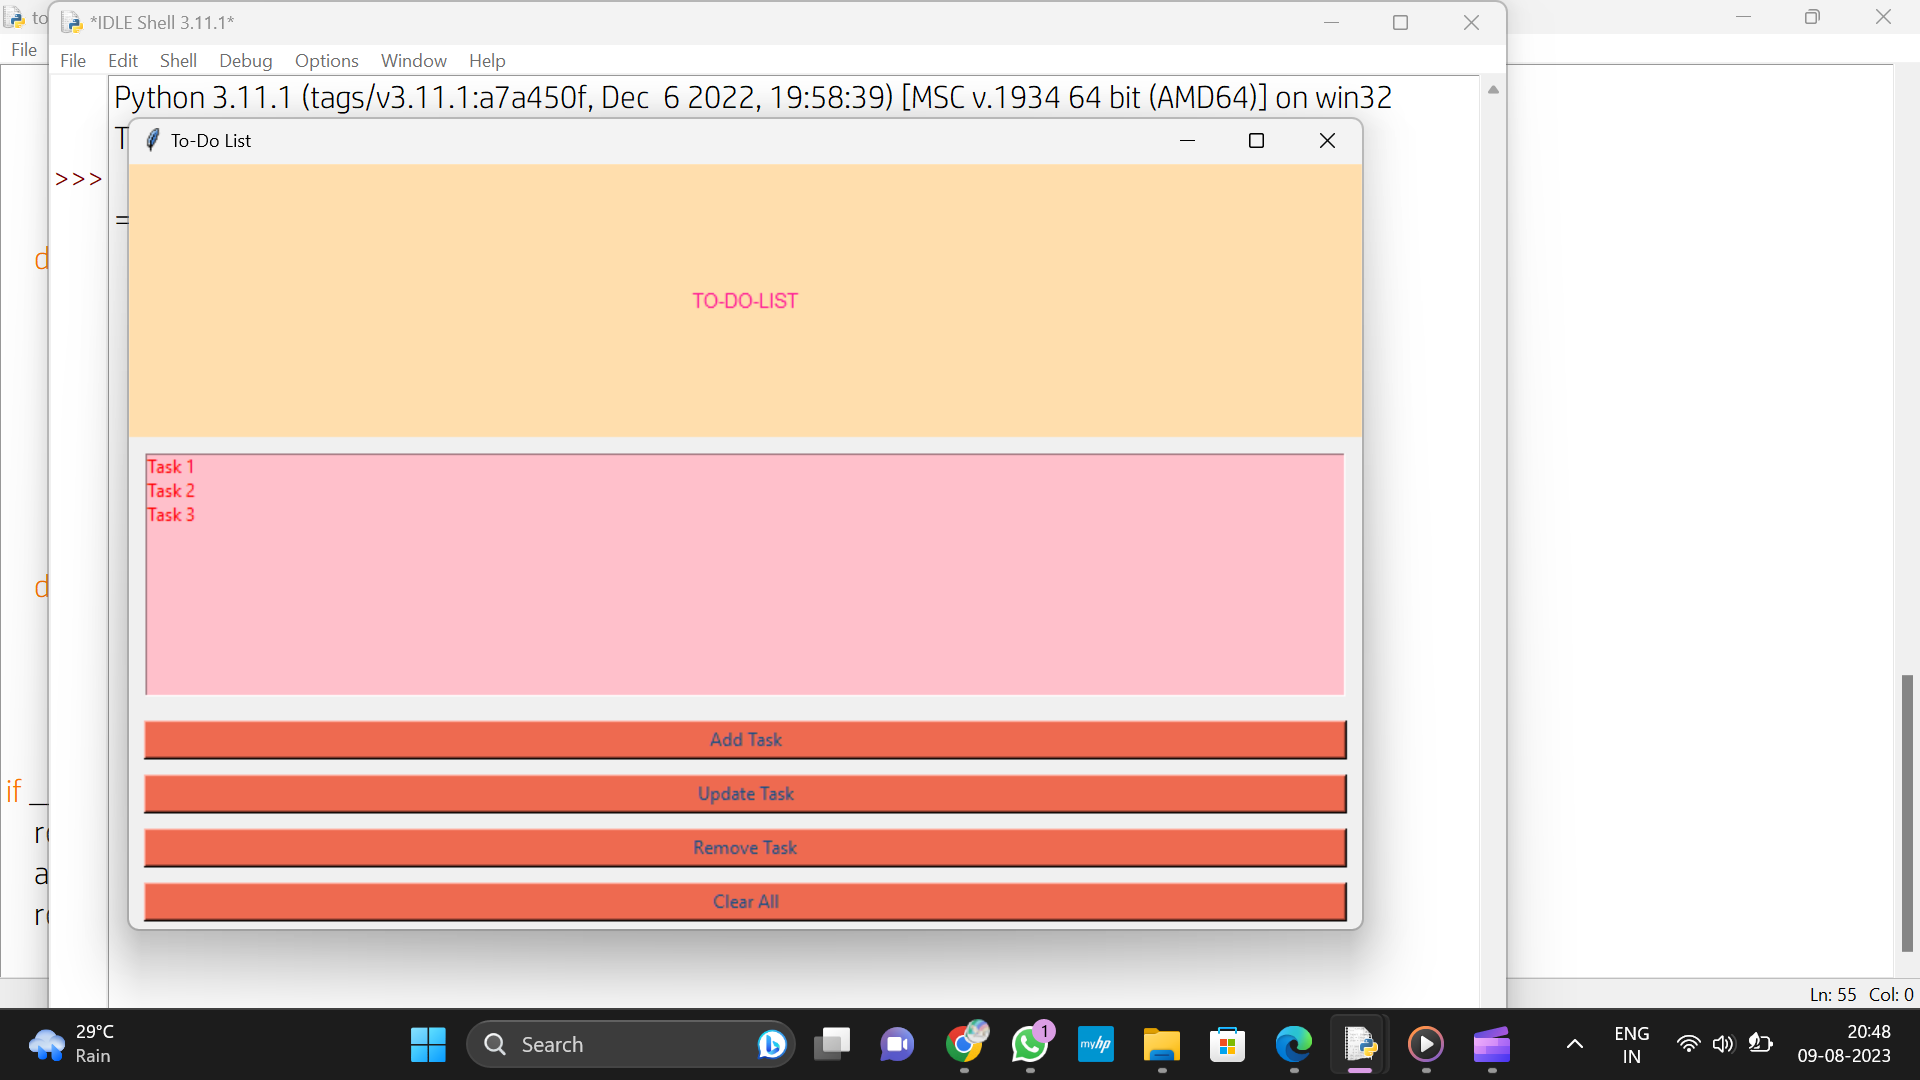 to
*IDLE Shell 3.11.1*
File
File Edit Shell Debug Options Window Help
Python 3.11.1 (tags/v3.11.1:a7a450f, Dec 6 2022, 19:58:39) [MSC v.1934 64 bit (AMD64)] on win32
T
To-Do List
>>>
=
d
TO-DO-LIST
Task 1
Task 2
Task 3
d
Add Task
if __
Update Task
r
Remove Task
a
Clear All
r
Ln: 55 Col: 0
29°C
Rain
Search
1
myhp
ENG
IN
20:48
09-08-2023